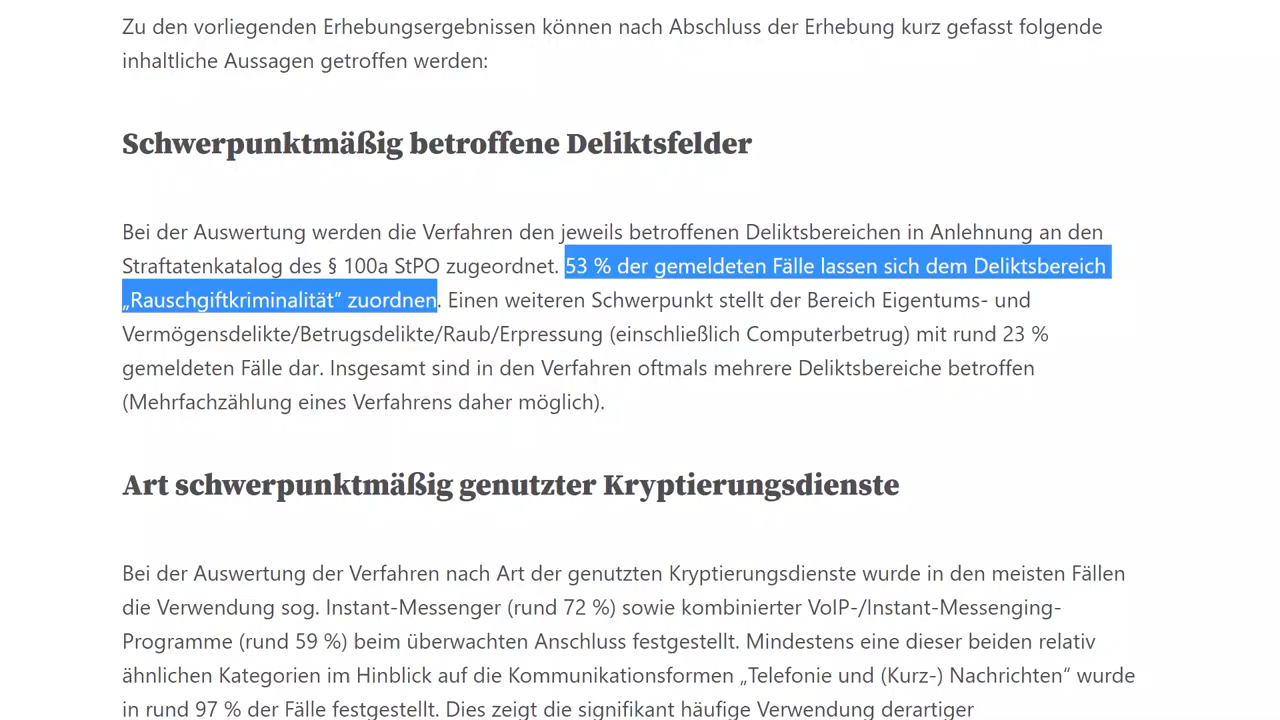 Zu den vorliegenden Erhebungsergebnissen können nach Abschluss der Erhebung kurz gefasst folgende
inhaltliche Aussagen getroffen werden:
Schwerpunktmäßig betroffene Deliktsfelder
Bei der Auswertung werden die Verfahren den jeweils betroffenen Deliktsbereichen in Anlehnung an den
Straftatenkatalog des § 100a StPO zugeordnet. 53 % der gemeldeten Fälle lassen sich dem Deliktsbereich
„Rauschgiftkriminalität“ zuordnen. Einen weiteren Schwerpunkt stellt der Bereich Eigentums- und
Vermögensdelikte/Betrugsdelikte/Raub/Erpressung (einschließlich Computerbetrug) mit rund 23 %
gemeldeten Fälle dar. Insgesamt sind in den Verfahren oftmals mehrere Deliktsbereiche betroffen
(Mehrfachzählung eines Verfahrens daher möglich).
Art schwerpunktmäßig genutzter Kryptierungsdienste
Bei der Auswertung der Verfahren nach Art der genutzten Kryptierungsdienste wurde in den meisten Fällen
die Verwendung sog. Instant-Messenger (rund 72 %) sowie kombinierter VoIP-/Instant-Messenging-
Programme (rund 59 %) beim überwachten Anschluss festgestellt. Mindestens eine dieser beiden relativ
ähnlichen Kategorien im Hinblick auf die Kommunikationsformen „Telefonie und (Kurz-) Nachrichten“ wurde
in rund 97 % der Fälle festgestellt. Dies zeigt die signifikant häufige Verwendung derartiger